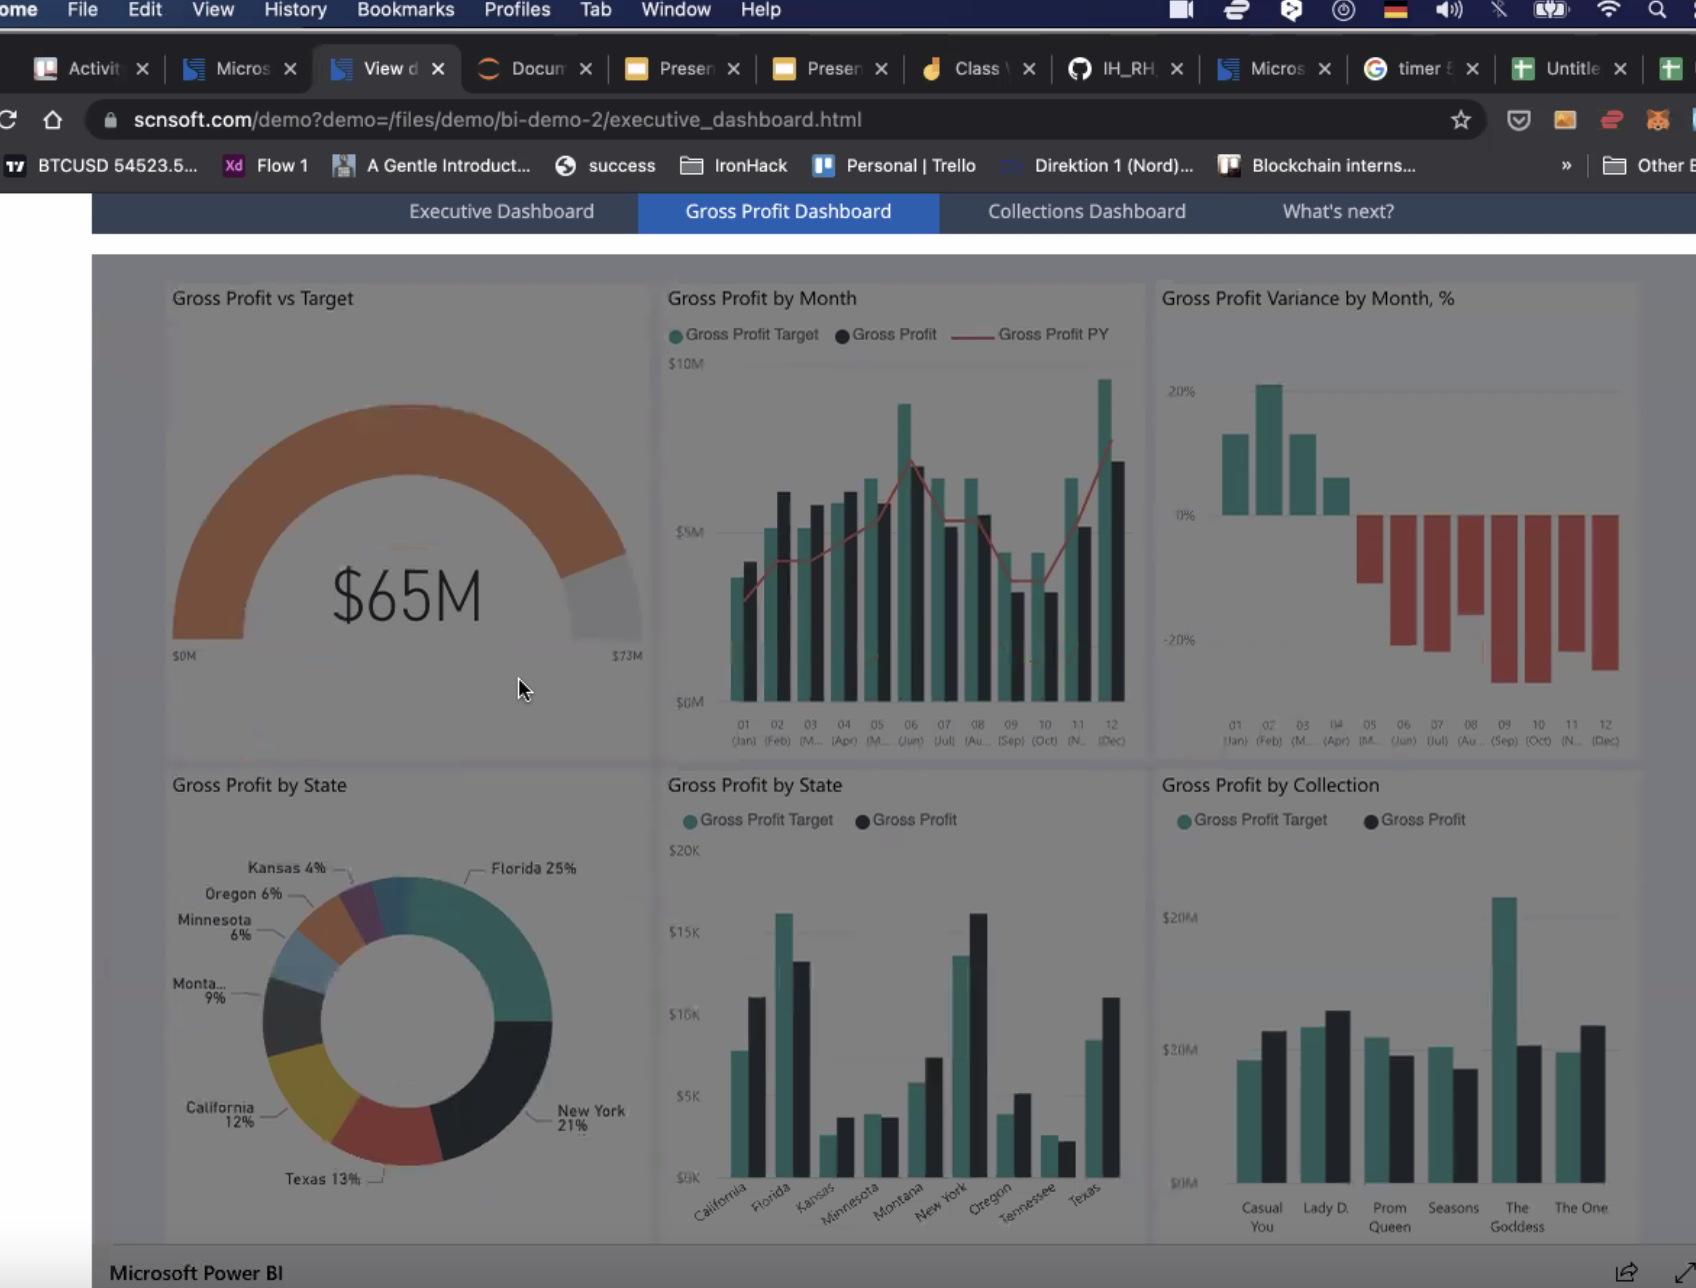 ome File Edit View History Bookmarks Profiles Tab Window Help
Activit Micros View d Docum Presen Presen Class IH_RH_ Micros timer Untitle
scnsoft.com/demo?demo=/files/demo/bi-demo-2/executive_dashboard.html
BTCUSD 54523.5... Xd Flow 1 A Gentle Introduct... success IronHack Personal | Trello Direktion 1 (Nord)... Blockchain interns... » Other
Executive Dashboard Gross Profit Dashboard Collections Dashboard What's next?
Gross Profit vs Target
$65M
$0M $73M
Gross Profit by Month
Gross Profit Target Gross Profit Gross Profit PY
$10M
$5M
$0M
01 02 03 04 05 06 07 08 09 10 11 12
(Jan) (Feb) (M... (Apr) (M... (Jun) (Jul) (Au... (Sep) (Oct) (N... (Dec)
Gross Profit Variance by Month, %
20%
0%
-20%
01 02 03 04 05 06 07 08 09 10 11 12
(Jan) (Feb) (M... (Apr) (M... (Jun) (Jul) (Au... (Sep) (Oct) (N... (Dec)
Gross Profit by State
Kansas 4% Florida 25%
Oregon 6%
Minnesota
6%
Monta...
9%
California
12%
New York
21%
Texas 13%
Gross Profit by State
Gross Profit Target Gross Profit
$20K
$15K
$10K
$5K
$0K
California Florida Kansas Minnesota Montana New York Oregon Tennessee Texas
Gross Profit by Collection
Gross Profit Target Gross Profit
$20M
$20M
$0M
Casual Lady D. Prom Seasons The The One
You Queen Goddess
Microsoft Power BI